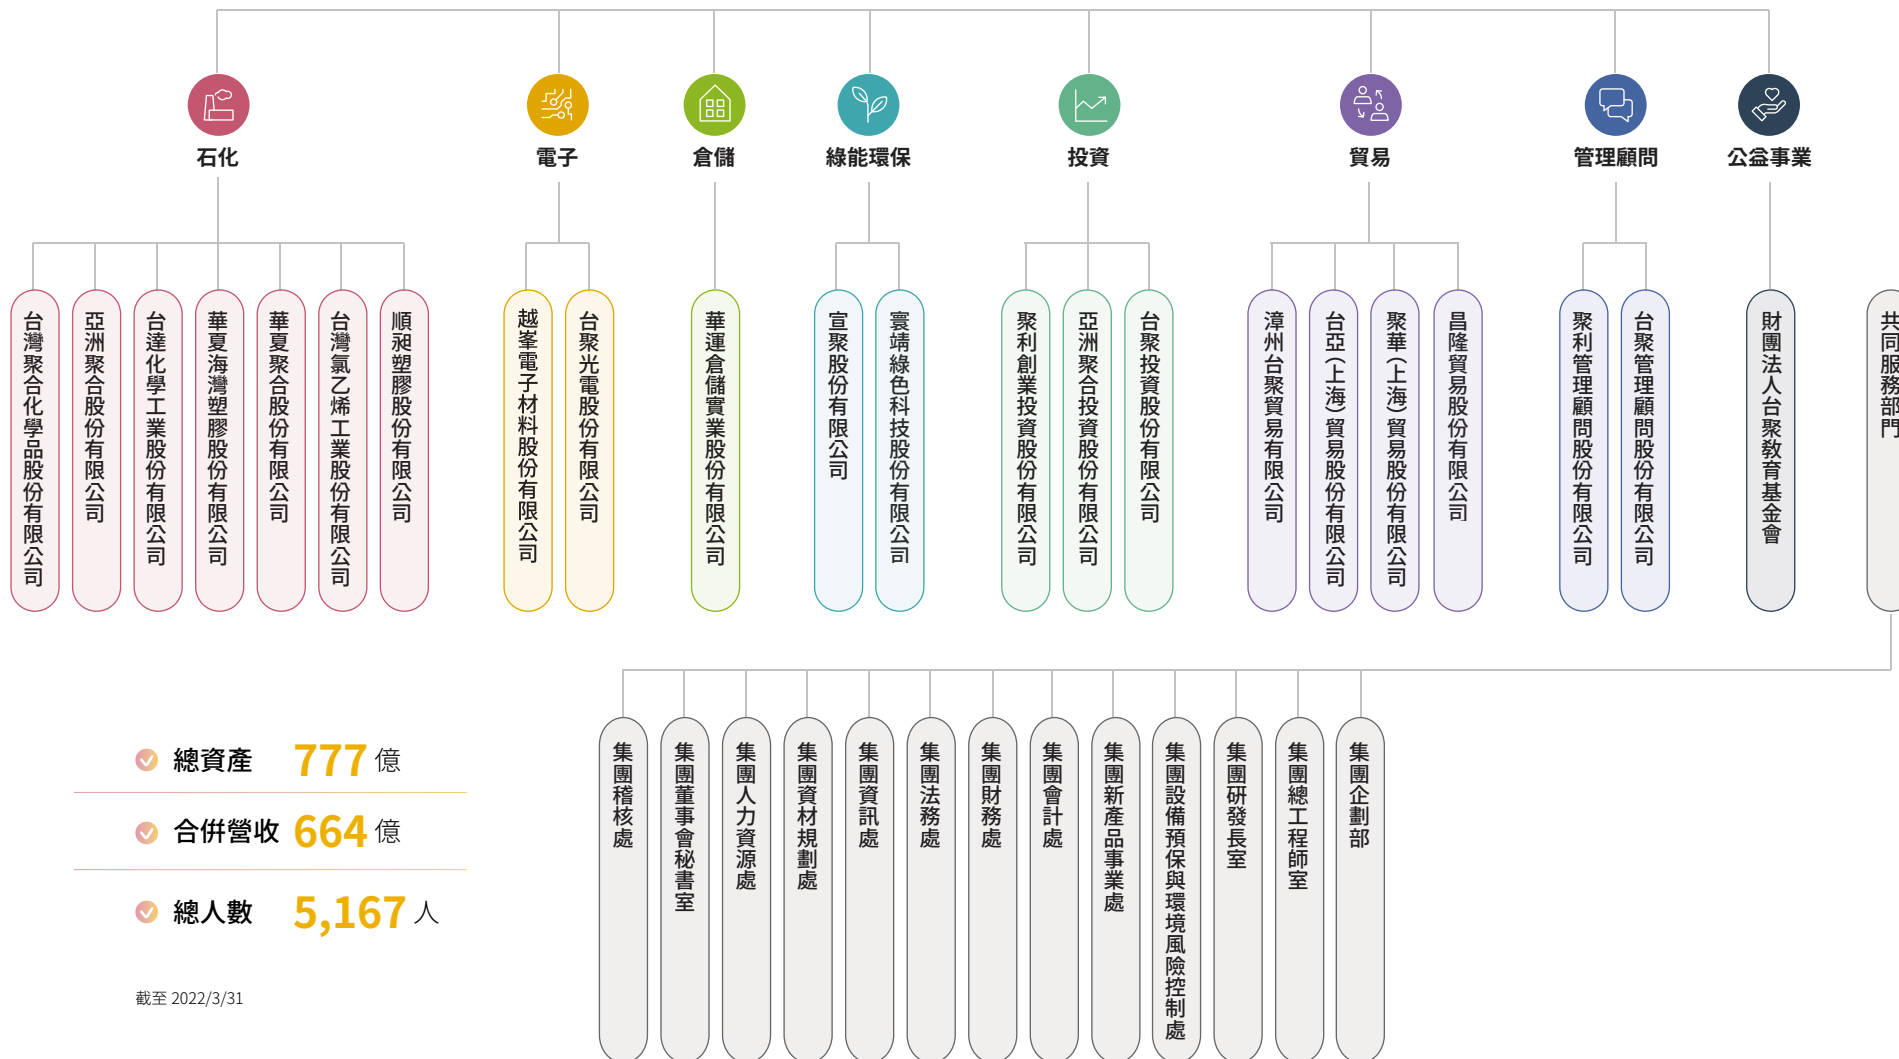 石化
電子
倉儲
綠能環保
投資
貿易
管理顧問
公益事業
台灣聚合化學品股份有限公司
亞洲聚合股份有限公司
台達化學工業股份有限公司
華夏海灣塑膠股份有限公司
華夏聚合股份有限公司
台灣氯乙烯工業股份有限公司
順昶塑膠股份有限公司
越峯電子材料股份有限公司
台聚光電股份有限公司
華運倉儲實業股份有限公司
宣聚股份有限公司
寰靖綠色科技股份有限公司
聚利創業投資股份有限公司
亞洲聚合投資股份有限公司
台聚投資股份有限公司
漳州台聚貿易有限公司
台亞(上海)貿易股份有限公司
聚華(上海)貿易股份有限公司
昌隆貿易股份有限公司
聚利管理顧問股份有限公司
台聚管理顧問股份有限公司
財團法人台聚教育基金會
共同服務部門
集團稽核處
集團董事會秘書室
集團人力資源處
集團資材規劃處
集團資訊處
集團法務處
集團財務處
集團會計處
集團新產品事業處
集團設備預保與環境風險控制處
集團研發長室
集團總工程師室
集團企劃部
總資產 777 億
合併營收 664 億
總人數 5,167 人
截至 2022/3/31